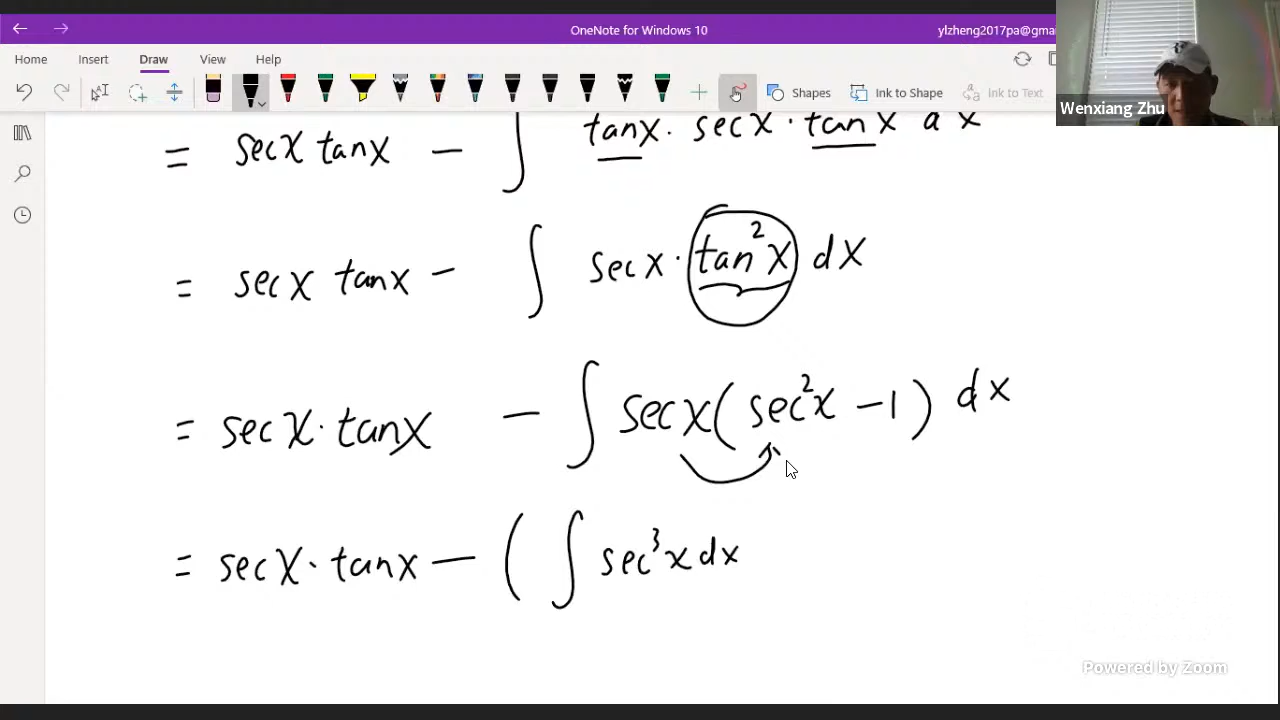 OneNote for Windows 10
ylzheng2017pa@gma
Home Insert Draw View Help
Shapes Ink to Shape Ink to Text
Wenxiang Zhu
= secx tanx − ∫ tanx · secx · tanx dx
= secx tanx − ∫ secx · tan²x dx
= secx · tanx − ∫ secx(sec²x − 1) dx
= secx · tanx − ( ∫ sec³x dx
Powered by Zoom